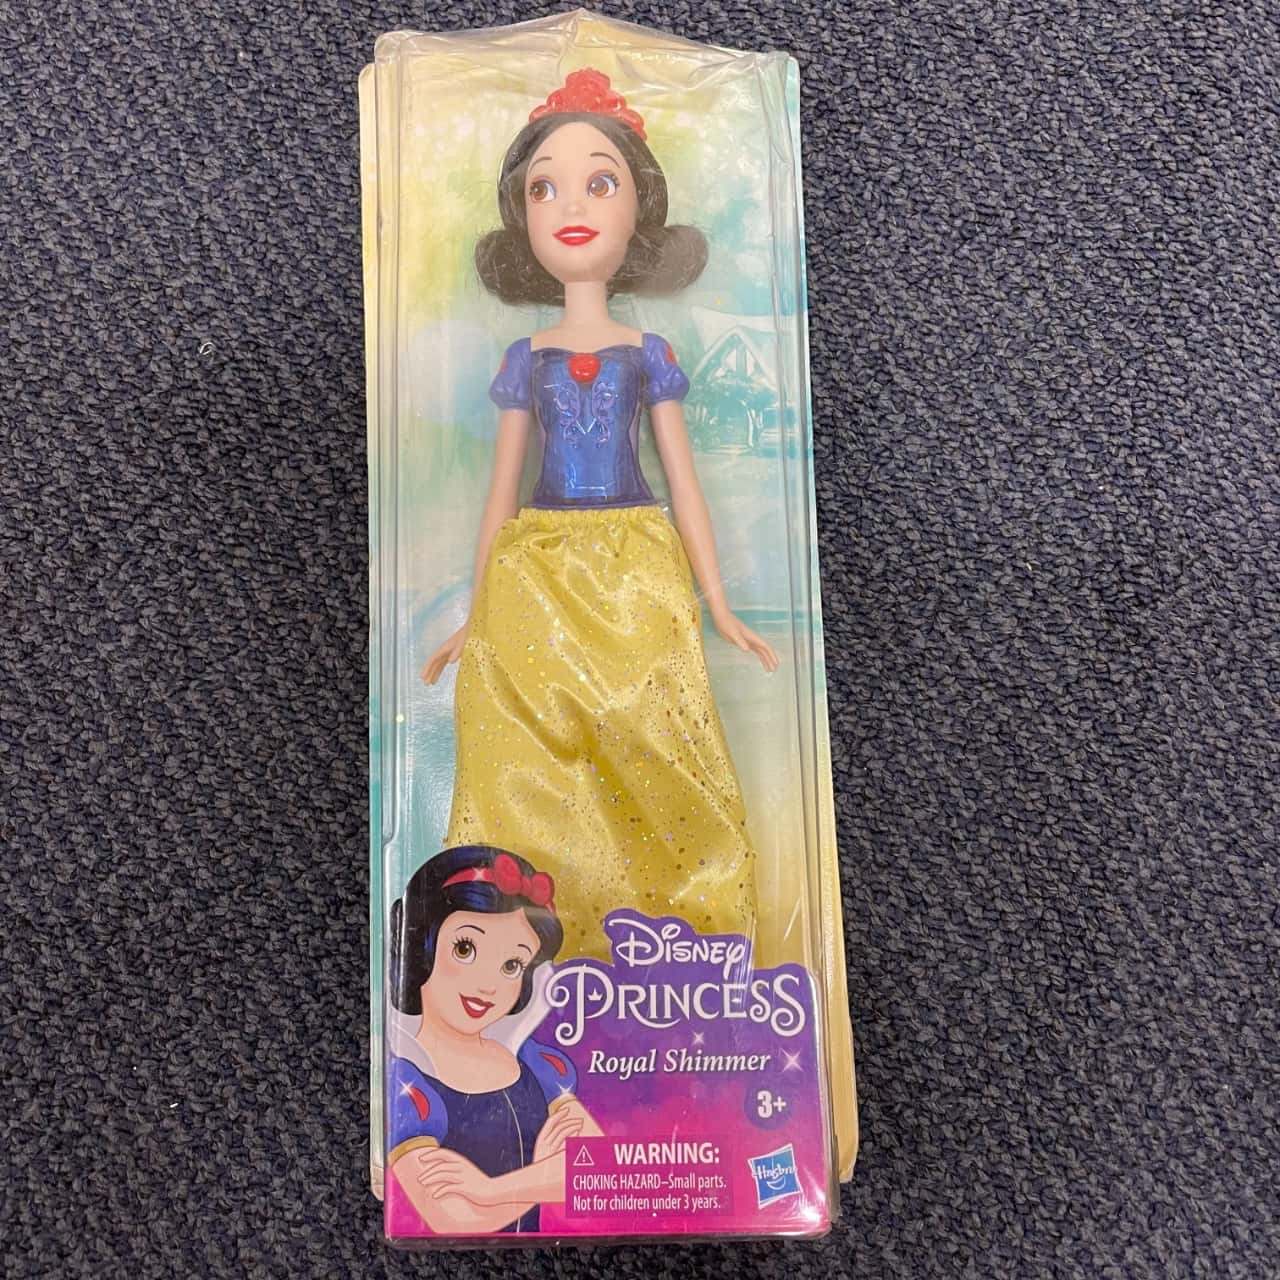 Disney
Princess
Royal Shimmer
3+
WARNING:
CHOKING HAZARD–Small parts.
Not for children under 3 years.
Hasbro